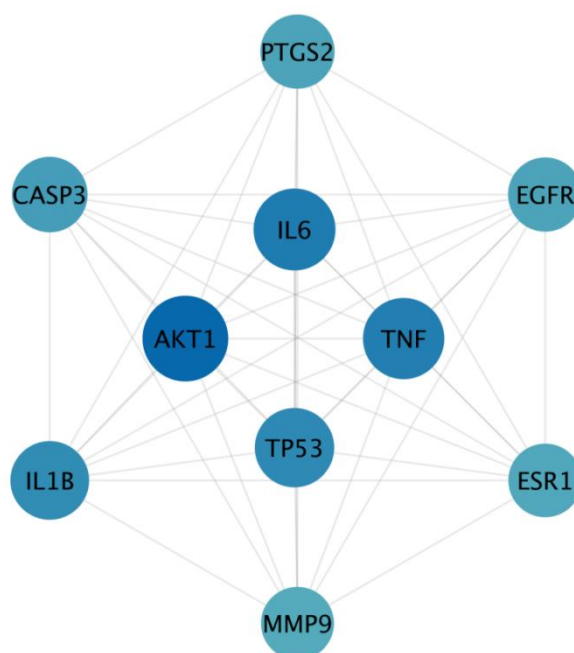 PTGS2
CASP3
EGFR
IL6
AKT1
TNF
TP53
IL1B
ESR1
MMP9